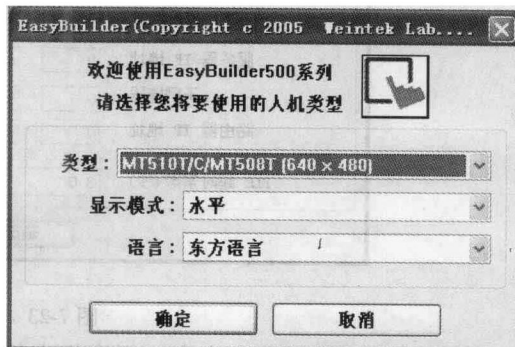 EasyBuilder(Copyright c 2005 Weintek Lab....
欢迎使用EasyBuilder500系列
请选择您将要使用的人机类型
类型：MT510T/C/MT508T (640 × 480)
显示模式：水平
语言：东方语言
确定 取消